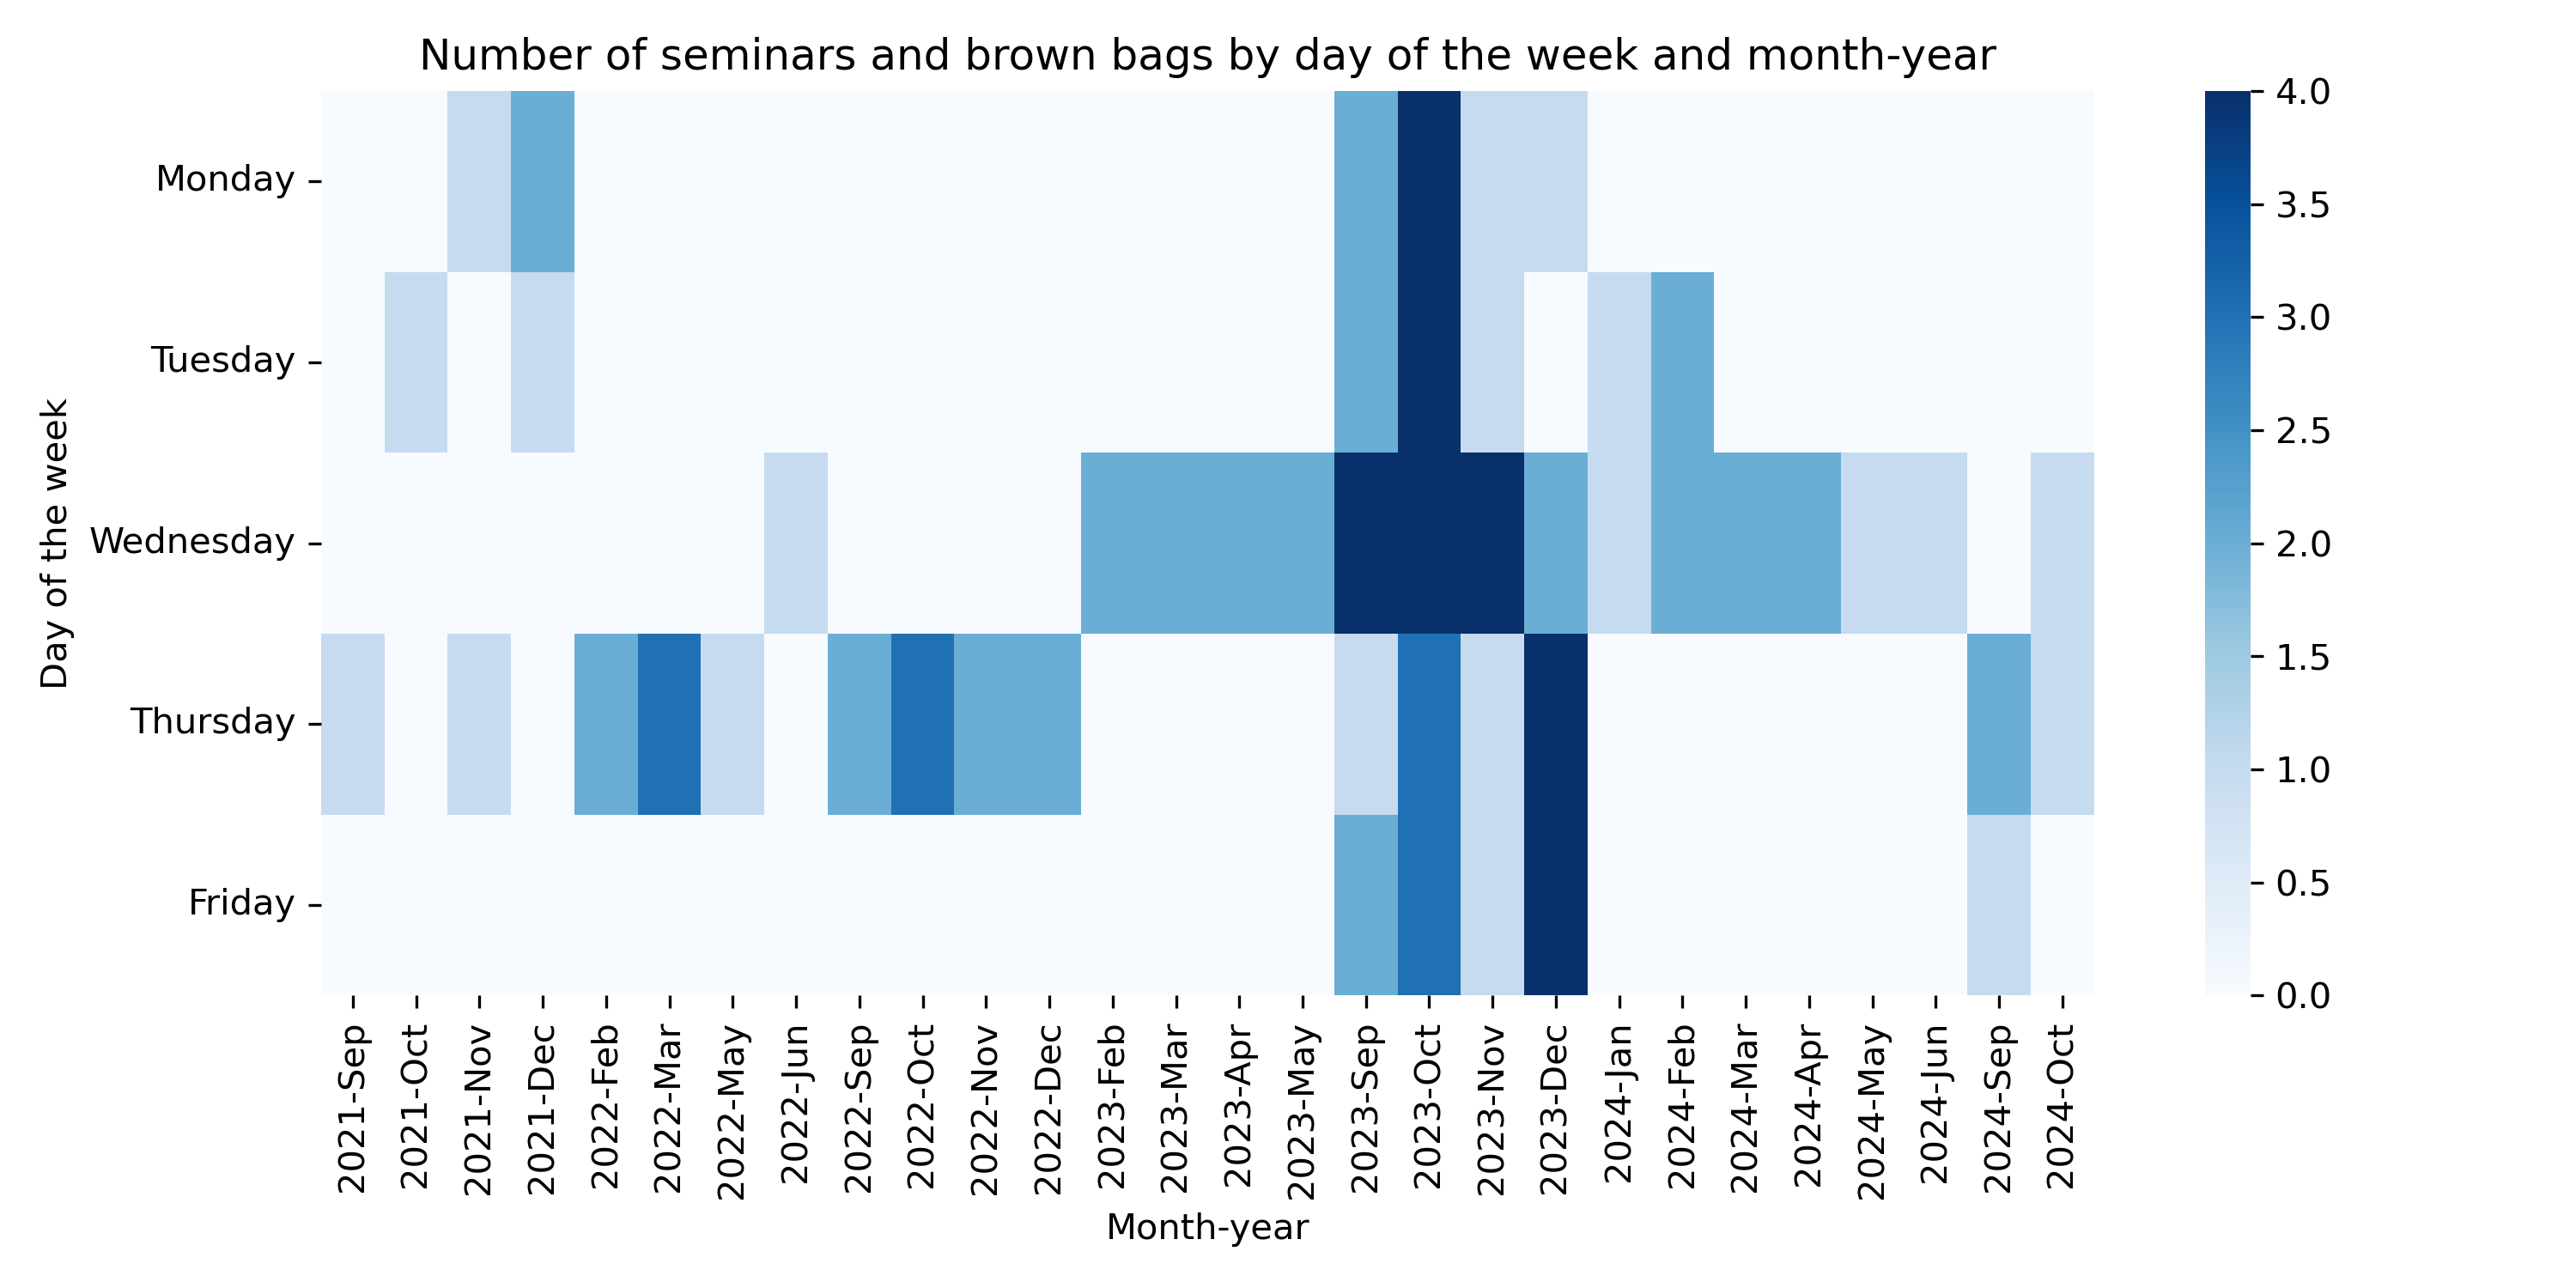 Number of seminars and brown bags by day of the week and month-year
Day of the week
Monday
Tuesday
Wednesday
Thursday
Friday
2021-Sep
2021-Oct
2021-Nov
2021-Dec
2022-Feb
2022-Mar
2022-May
2022-Jun
2022-Sep
2022-Oct
2022-Nov
2022-Dec
2023-Feb
2023-Mar
2023-Apr
2023-May
2023-Sep
2023-Oct
2023-Nov
2023-Dec
2024-Jan
2024-Feb
2024-Mar
2024-Apr
2024-May
2024-Jun
2024-Sep
2024-Oct
Month-year
4.0
3.5
3.0
2.5
2.0
1.5
1.0
0.5
0.0